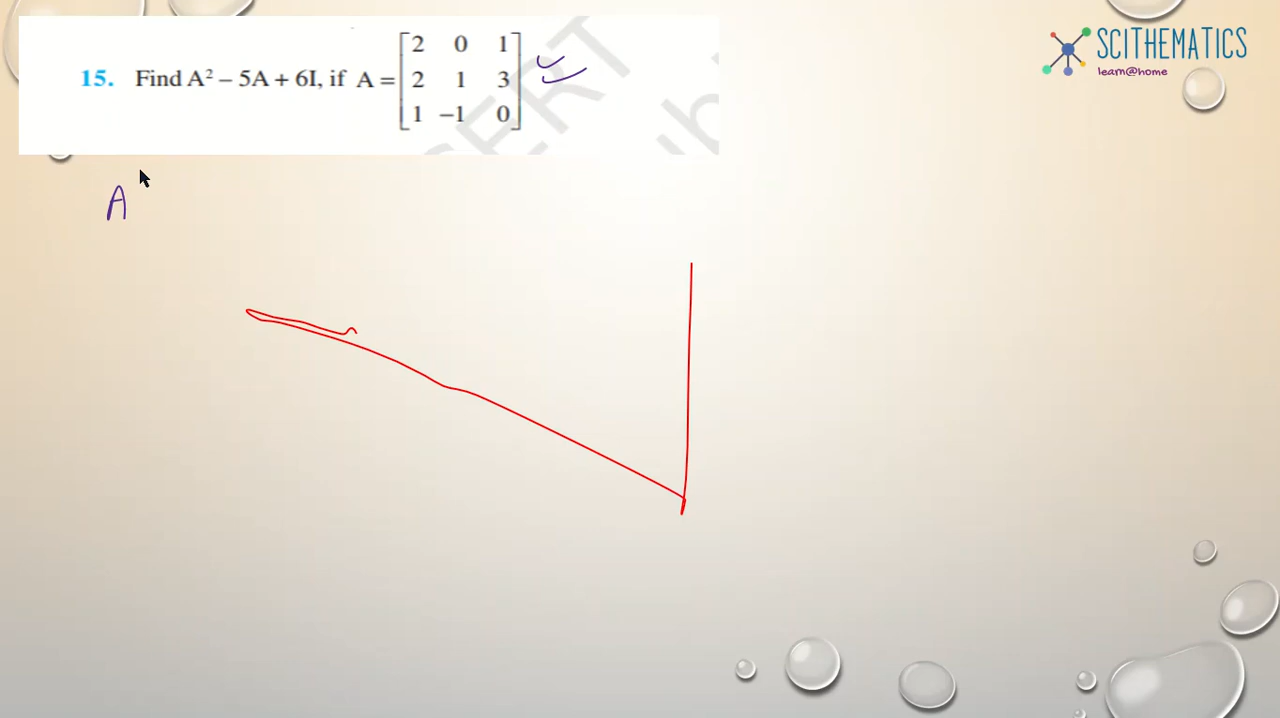 SCITHEMATICS
learn@home
15. Find A² – 5A + 6I, if A = [2 0 1
2 1 3
1 –1 0]
A